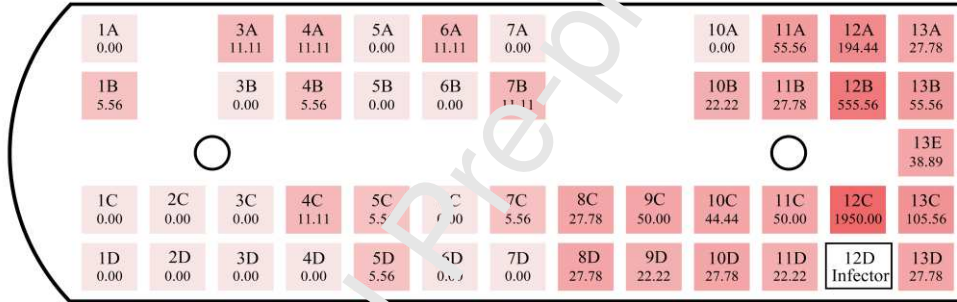 1A 3A 4A 5A 6A 7A 10A 11A 12A 13A
0.00 11.11 11.11 0.00 11.11 0.00 0.00 55.56 194.44 27.78
1B 3B 4B 5B 6B 7B 10B 11B 12B 13B
5.56 0.00 5.56 0.00 0.00 11.11 22.22 27.78 555.56 55.56
13E
38.89
1C 2C 3C 4C 5C 7C 8C 9C 10C 11C 12C 13C
0.00 0.00 0.00 11.11 5.56 27.78 50.00 44.44 50.00 1950.00 105.56
1D 2D 3D 4D 5D 6D 7D 8D 9D 10D 11D 12D 13D
0.00 0.00 0.00 0.00 5.56 0.00 27.78 22.22 27.78 22.22 Infector 27.78
Pre-p